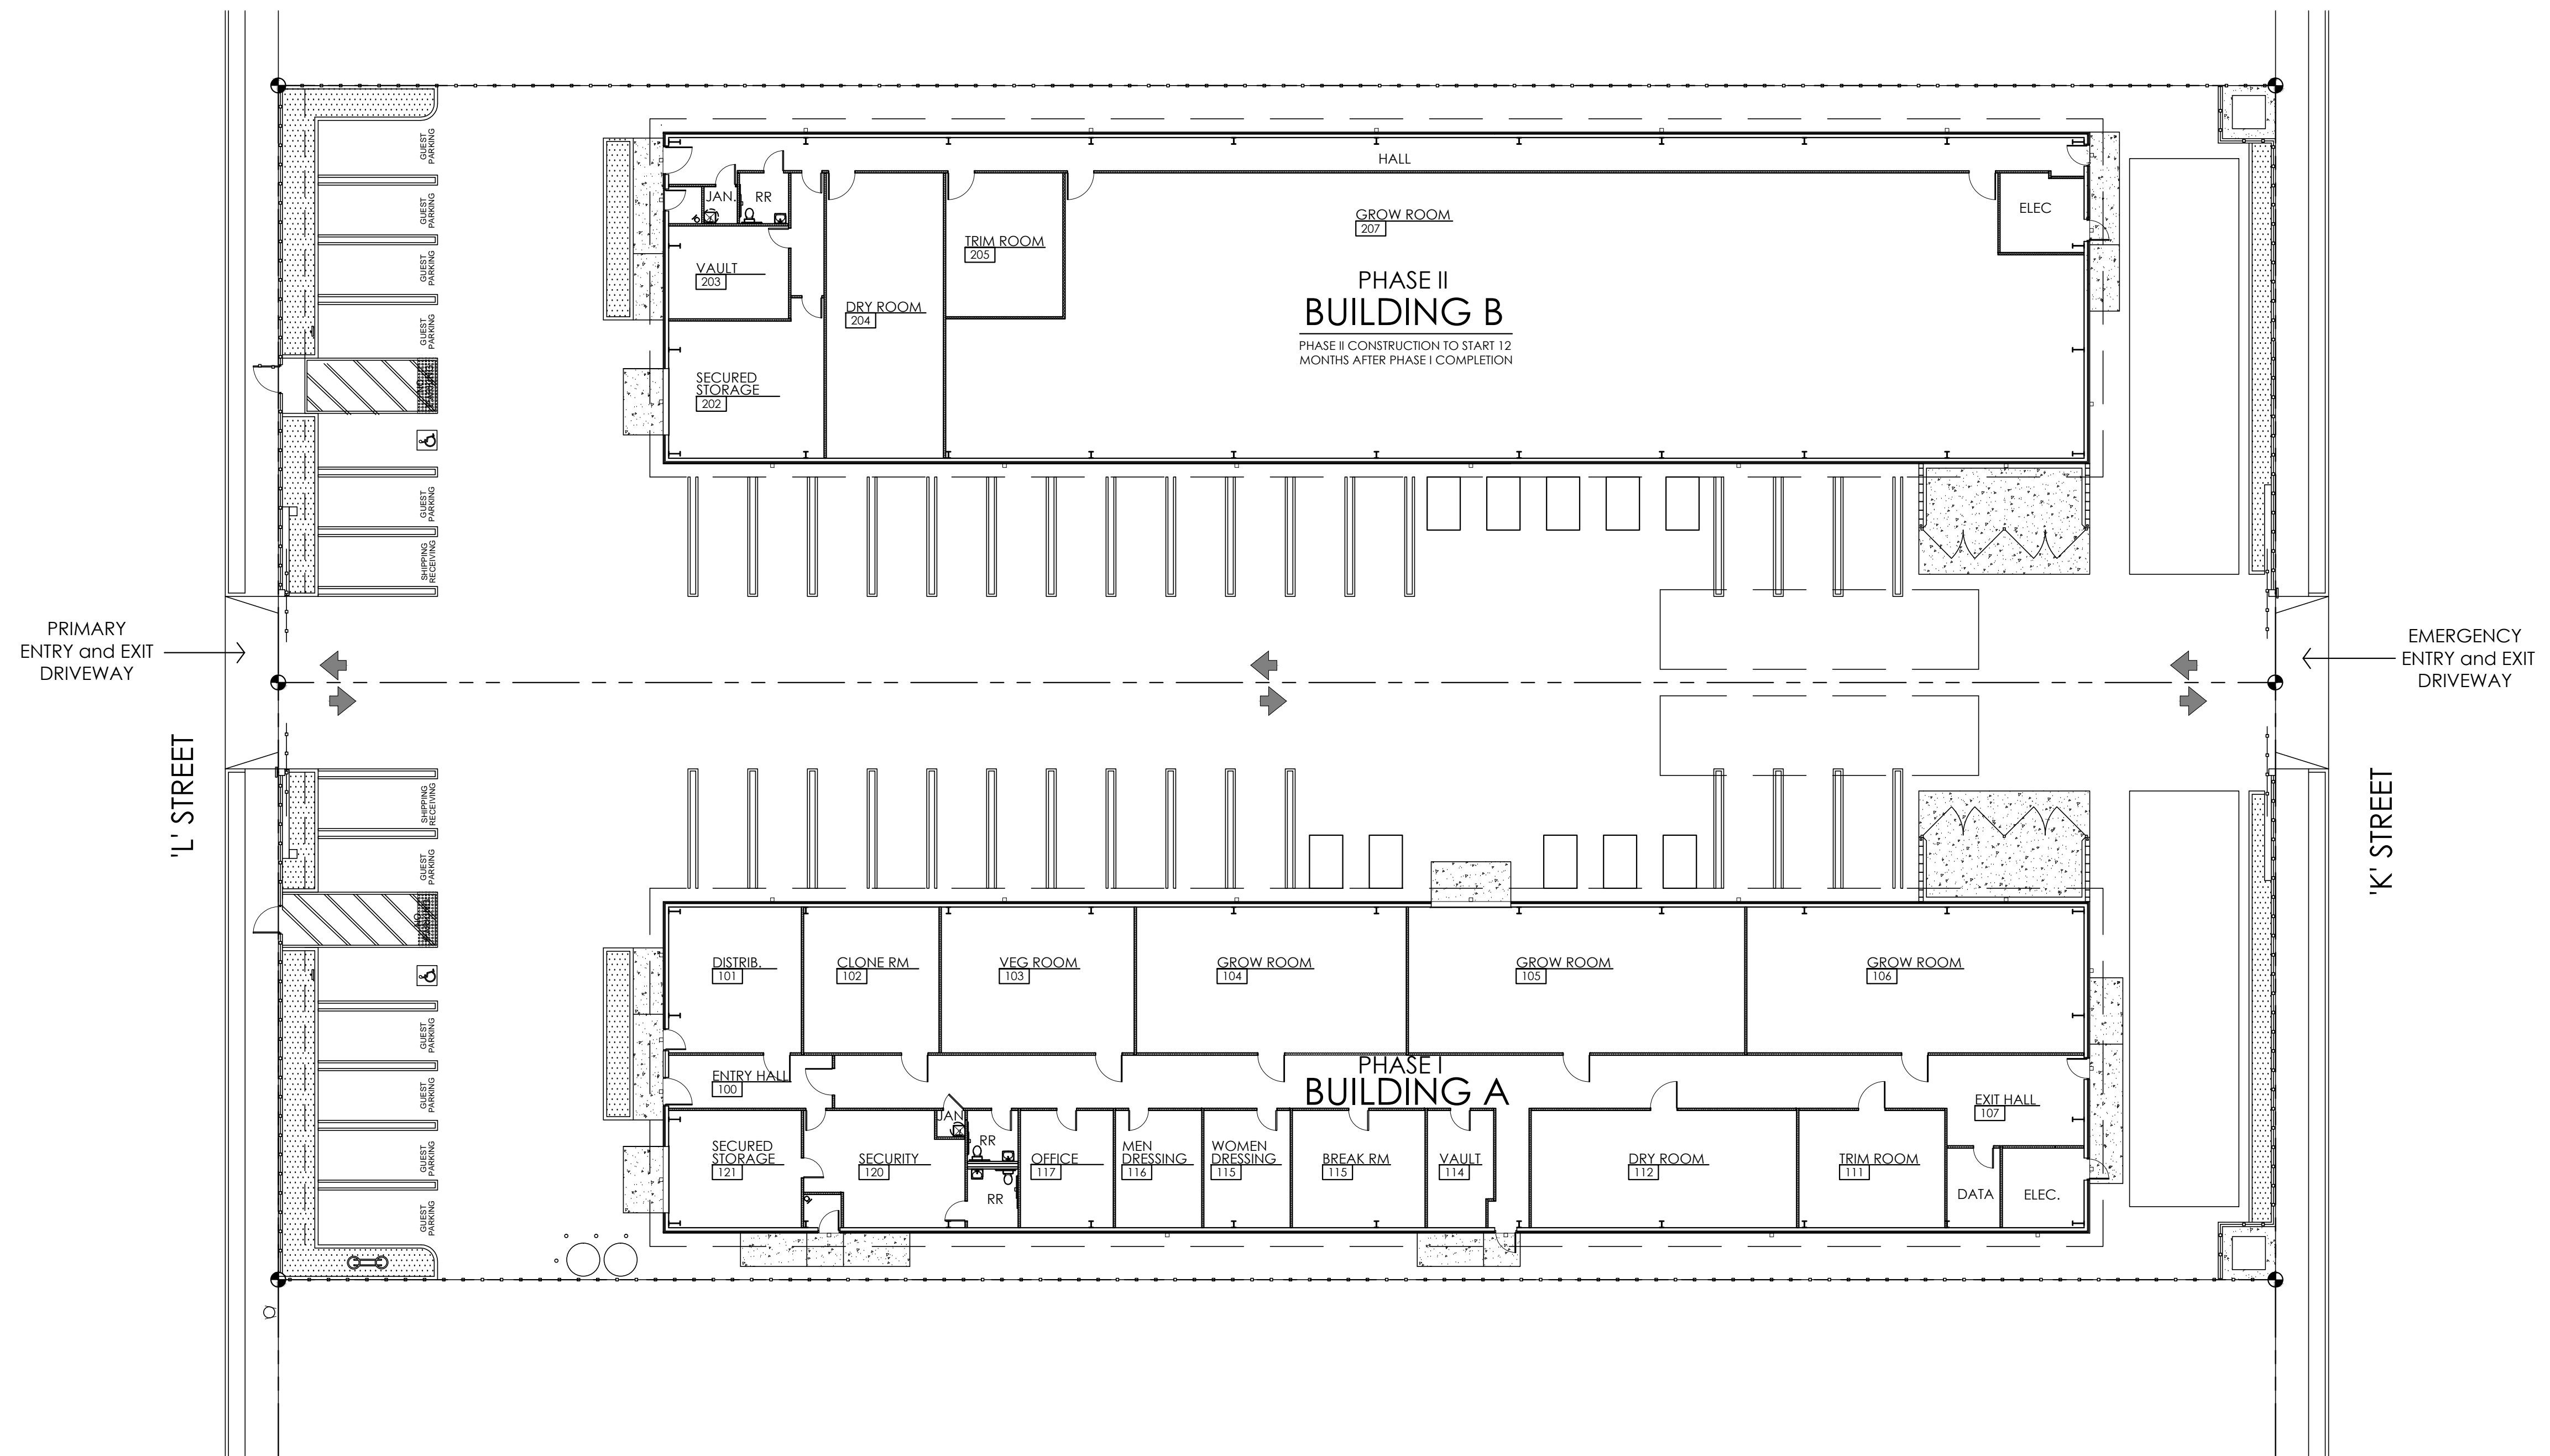 GUEST
PARKING
GUEST
PARKING
GUEST
PARKING
GUEST
PARKING
GUEST
PARKING
SHIPPING
RECEIVING
HALL
JAN.
RR
VAULT
203
SECURED
STORAGE
202
DRY ROOM
204
TRIM ROOM
205
GROW ROOM
207
ELEC
PHASE II
BUILDING B
PHASE II CONSTRUCTION TO START 12
MONTHS AFTER PHASE I COMPLETION
PRIMARY
ENTRY and EXIT
DRIVEWAY
EMERGENCY
ENTRY and EXIT
DRIVEWAY
'L' STREET
'K' STREET
SHIPPING
RECEIVING
GUEST
PARKING
NO
GUEST
PARKING
GUEST
PARKING
GUEST
PARKING
GUEST
PARKING
DISTRIB.
101
CLONE RM
102
VEG ROOM
103
GROW ROOM
104
GROW ROOM
105
GROW ROOM
106
ENTRY HALL
100
PHASE I
BUILDING A
EXIT HALL
107
SECURED
STORAGE
121
SECURITY
120
JAN
RR
RR
OFFICE
117
MEN
DRESSING
116
WOMEN
DRESSING
115
BREAK RM
115
VAULT
114
DRY ROOM
112
TRIM ROOM
111
DATA
ELEC.